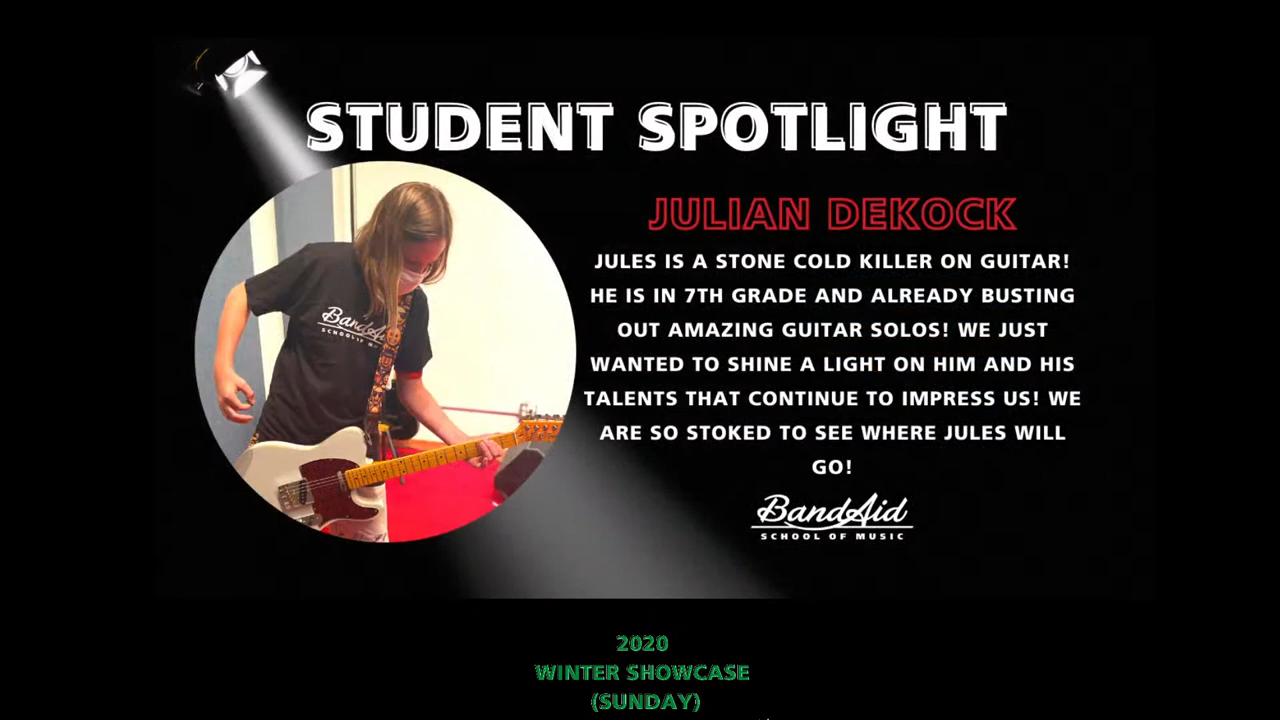 STUDENT SPOTLIGHT
JULIAN DEKOCK
JULES IS A STONE COLD KILLER ON GUITAR!
HE IS IN 7TH GRADE AND ALREADY BUSTING
OUT AMAZING GUITAR SOLOS! WE JUST
WANTED TO SHINE A LIGHT ON HIM AND HIS
TALENTS THAT CONTINUE TO IMPRESS US! WE
ARE SO STOKED TO SEE WHERE JULES WILL
GO!
BandAid
SCHOOL OF MUSIC
BandAid
SCHOOL OF
2020
WINTER SHOWCASE
(SUNDAY)